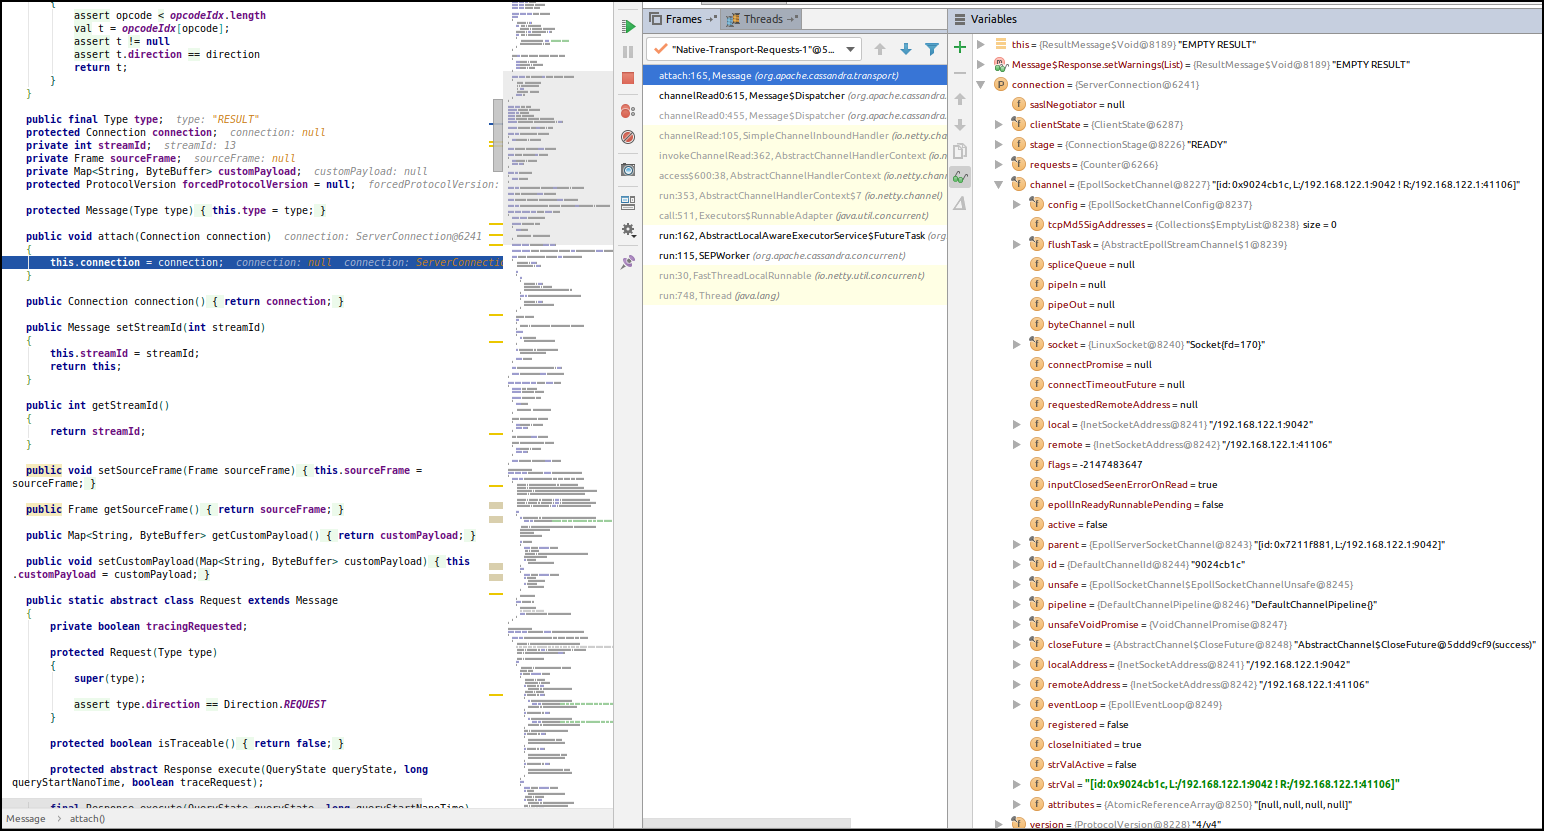 {
assert opcode < opcodeIdx.length
val t = opcodeIdx[opcode];
assert t != null
assert t.direction == direction
return t;
}
}
public final Type type;  type: "RESULT"
protected Connection connection;  connection: null
private int streamId;  streamId: 13
private Frame sourceFrame;  sourceFrame: null
private Map<String, ByteBuffer> customPayload;  customPayload: null
protected ProtocolVersion forcedProtocolVersion = null;  forcedProtocolVersion:
protected Message(Type type) { this.type = type; }
public void attach(Connection connection)  connection: ServerConnection@6241
{
this.connection = connection;  connection: null  connection: ServerConnectio
}
public Connection connection() { return connection; }
public Message setStreamId(int streamId)
{
this.streamId = streamId;
return this;
}
public int getStreamId()
{
return streamId;
}
public void setSourceFrame(Frame sourceFrame) { this.sourceFrame =
sourceFrame; }
public Frame getSourceFrame() { return sourceFrame; }
public Map<String, ByteBuffer> getCustomPayload() { return customPayload; }
public void setCustomPayload(Map<String, ByteBuffer> customPayload) { this
.customPayload = customPayload; }
public static abstract class Request extends Message
{
private boolean tracingRequested;
protected Request(Type type)
{
super(type);
assert type.direction == Direction.REQUEST
}
protected boolean isTraceable() { return false; }
protected abstract Response execute(QueryState queryState, long
queryStartNanoTime, boolean traceRequest);
final Response execute(QueryState queryState, long queryStartNanoTime)
Message > attach()
Frames
Threads
"Native-Transport-Requests-1"@5...
attach:165, Message (org.apache.cassandra.transport)
channelRead0:615, Message$Dispatcher (org.apache.cassandra.
channelRead0:455, Message$Dispatcher (org.apache.cassandra.
channelRead:105, SimpleChannelInboundHandler (io.netty.cha
invokeChannelRead:362, AbstractChannelHandlerContext (io.n
access$600:38, AbstractChannelHandlerContext (io.netty.chann
run:353, AbstractChannelHandlerContext$7 (io.netty.channel)
call:511, Executors$RunnableAdapter (java.util.concurrent)
run:162, AbstractLocalAwareExecutorService$FutureTask (org.
run:115, SEPWorker (org.apache.cassandra.concurrent)
run:30, FastThreadLocalRunnable (io.netty.util.concurrent)
run:748, Thread (java.lang)
Variables
this = {ResultMessage$Void@8189} "EMPTY RESULT"
Message$Response.setWarnings(List) = {ResultMessage$Void@8189} "EMPTY RESULT"
connection = {ServerConnection@6241}
saslNegotiator = null
clientState = {ClientState@6287}
stage = {ConnectionStage@8226} "READY"
requests = {Counter@6266}
channel = {EpollSocketChannel@8227} "[id: 0x9024cb1c, L:/192.168.122.1:9042 ! R:/192.168.122.1:41106]"
config = {EpollSocketChannelConfig@8237}
tcpMd5SigAddresses = {Collections$EmptyList@8238} size = 0
flushTask = {AbstractEpollStreamChannel$1@8239}
spliceQueue = null
pipeIn = null
pipeOut = null
byteChannel = null
socket = {LinuxSocket@8240} "Socket{fd=170}"
connectPromise = null
connectTimeoutFuture = null
requestedRemoteAddress = null
local = {InetSocketAddress@8241} "/192.168.122.1:9042"
remote = {InetSocketAddress@8242} "/192.168.122.1:41106"
flags = -2147483647
inputClosedSeenErrorOnRead = true
epollInReadyRunnablePending = false
active = false
parent = {EpollServerSocketChannel@8243} "[id: 0x7211f881, L:/192.168.122.1:9042]"
id = {DefaultChannelId@8244} "9024cb1c"
unsafe = {EpollSocketChannel$EpollSocketChannelUnsafe@8245}
pipeline = {DefaultChannelPipeline@8246} "DefaultChannelPipeline{}"
unsafeVoidPromise = {VoidChannelPromise@8247}
closeFuture = {AbstractChannel$CloseFuture@8248} "AbstractChannel$CloseFuture@5ddd9cf9(success)"
localAddress = {InetSocketAddress@8241} "/192.168.122.1:9042"
remoteAddress = {InetSocketAddress@8242} "/192.168.122.1:41106"
eventLoop = {EpollEventLoop@8249}
registered = false
closeInitiated = true
strValActive = false
strVal = "[id: 0x9024cb1c, L:/192.168.122.1:9042 ! R:/192.168.122.1:41106]"
attributes = {AtomicReferenceArray@8250} "[null, null, null, null]"
version = {ProtocolVersion@8228} "4/v4"